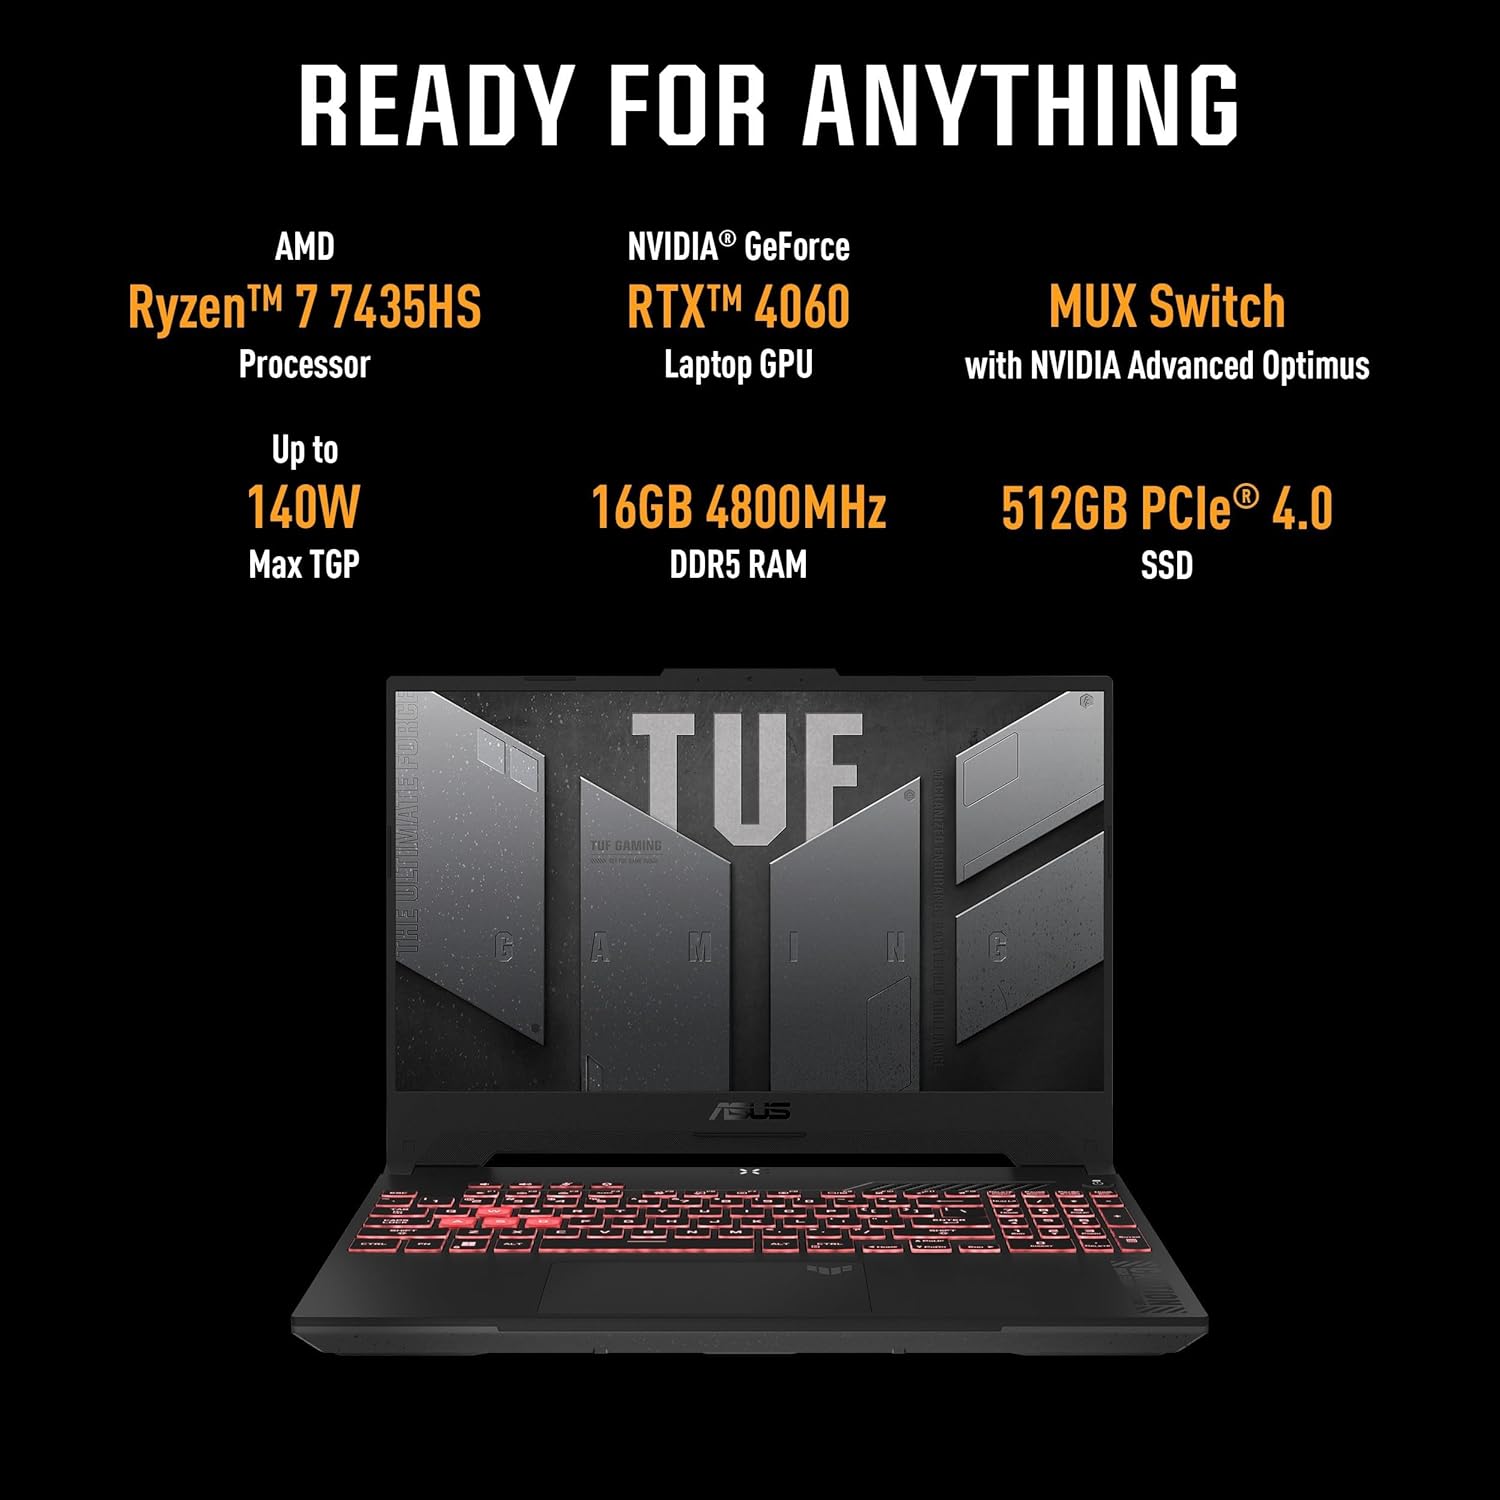 READY FOR ANYTHING
AMD
Ryzen™ 7 7435HS
Processor
NVIDIA® GeForce
RTX™ 4060
Laptop GPU
MUX Switch
with NVIDIA Advanced Optimus
Up to
140W
Max TGP
16GB 4800MHz
DDR5 RAM
512GB PCIe® 4.0
SSD
TUF
THE ULTIMATE FORCE
TUF GAMING
GAMING
ASUS